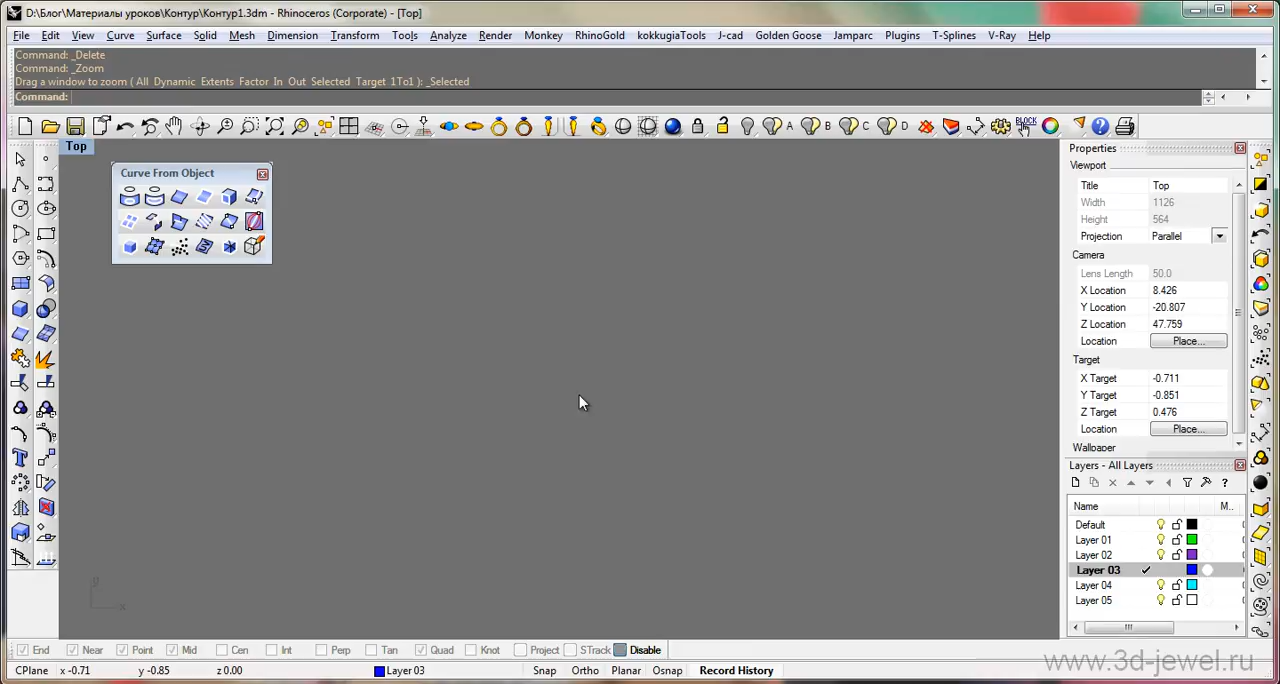 D:\Блог\Материалы уроков\Контур\Контур1.3dm - Rhinoceros (Corporate) - [Top]
File Edit View Curve Surface Solid Mesh Dimension Transform Tools Analyze Render Monkey RhinoGold kokkugiaTools J-cad Golden Goose Jamparc Plugins T-Splines V-Ray Help
Command: _Delete
Command: _Zoom
Drag a window to zoom ( All Dynamic Extents Factor In Out Selected Target 1To1 ): _Selected
Command:
A B C D BLOCK
Top
Curve From Object
Properties
Viewport
Title Top
Width 1126
Height 564
Projection Parallel
Camera
Lens Length 50.0
X Location 8.426
Y Location -20.807
Z Location 47.759
Location Place...
Target
X Target -0.711
Y Target -0.851
Z Target 0.476
Location Place...
Wallpaper
Layers - All Layers
Name M..
Default
Layer 01
Layer 02
Layer 03
Layer 04
Layer 05
y
x
End Near Point Mid Cen Int Perp Tan Quad Knot Project STrack Disable
CPlane x -0.71 y -0.85 z 0.00 Layer 03 Snap Ortho Planar Osnap Record History
www.3d-jewel.ru